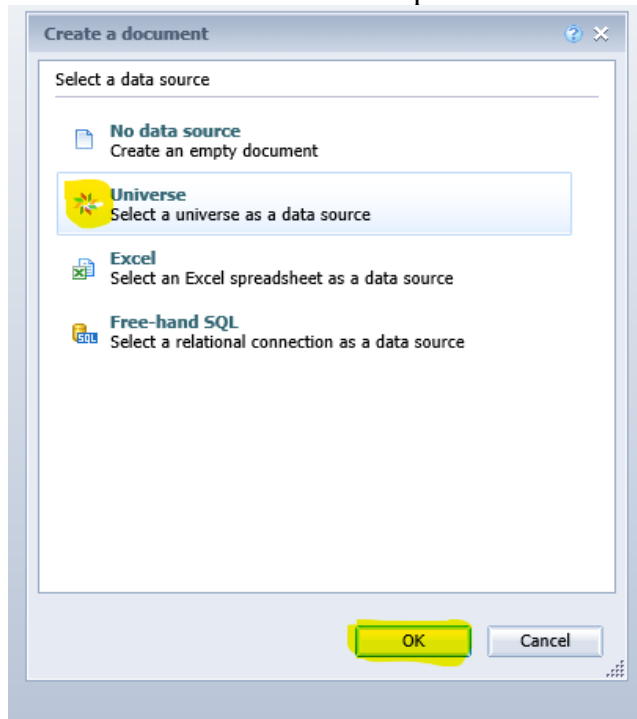 Create a document
Select a data source
No data source
Create an empty document
Universe
Select a universe as a data source
Excel
Select an Excel spreadsheet as a data source
Free-hand SQL
SQL
Select a relational connection as a data source
OK
Cancel